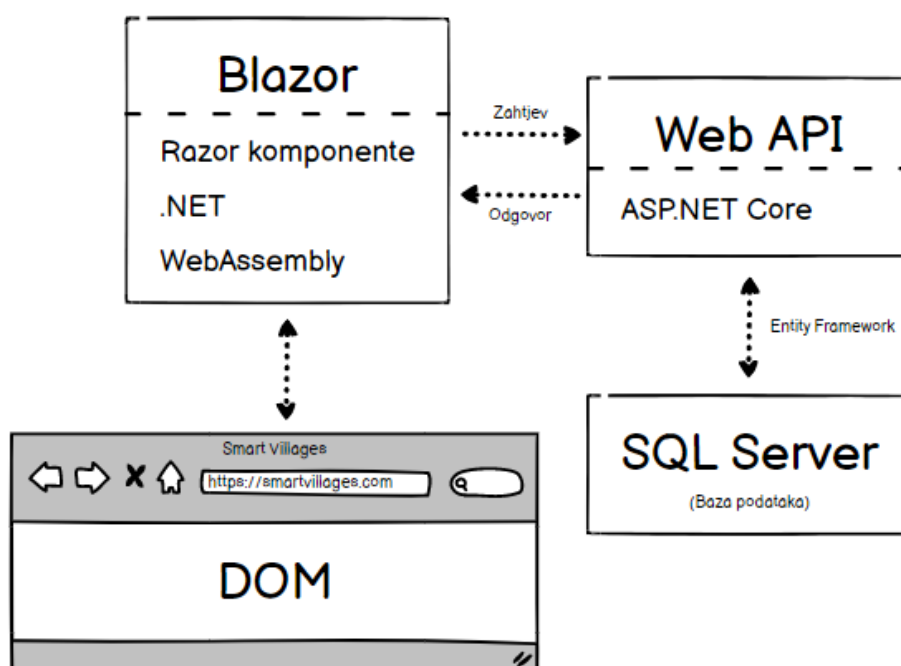 Blazor
Razor komponente
.NET
WebAssembly
Zahtjev
Odgovor
Web API
ASP.NET Core
Entity Framework
SQL Server
(Baza podataka)
Smart Villages
https://smartvillages.com
DOM